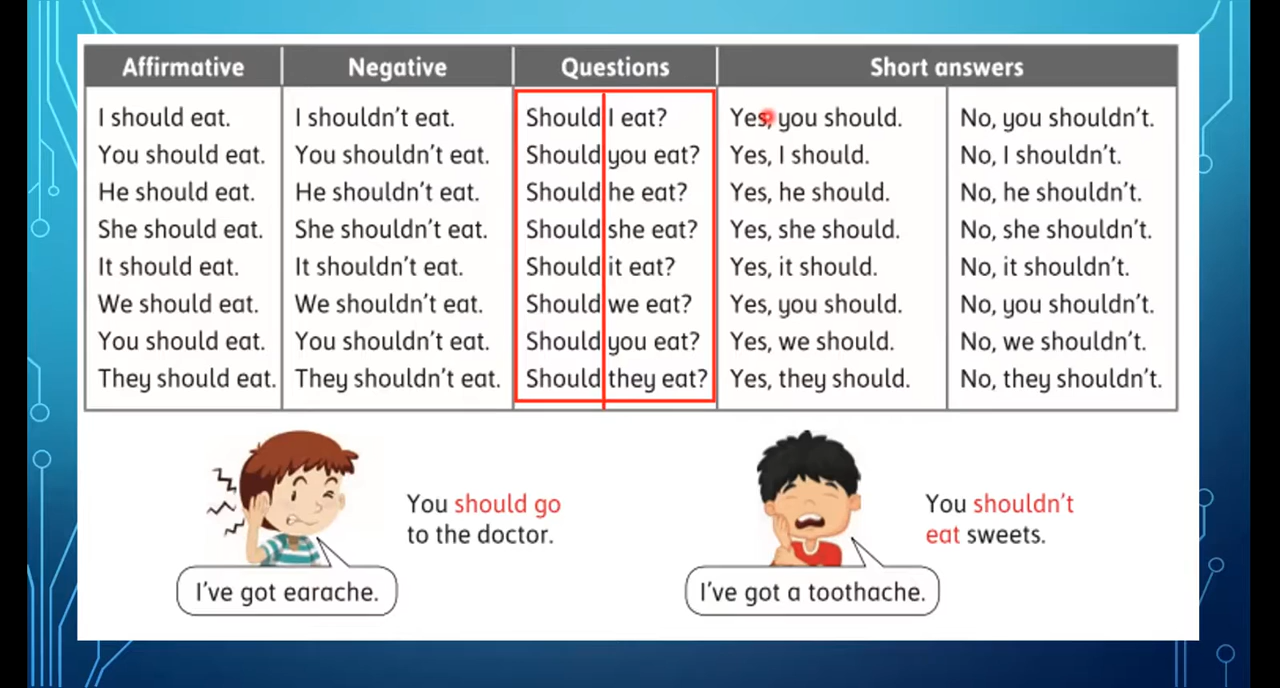 Affirmative Negative Questions Short answers
I should eat. I shouldn't eat. Should I eat? Yes, you should. No, you shouldn't.
You should eat. You shouldn't eat. Should you eat? Yes, I should. No, I shouldn't.
He should eat. He shouldn't eat. Should he eat? Yes, he should. No, he shouldn't.
She should eat. She shouldn't eat. Should she eat? Yes, she should. No, she shouldn't.
It should eat. It shouldn't eat. Should it eat? Yes, it should. No, it shouldn't.
We should eat. We shouldn't eat. Should we eat? Yes, you should. No, you shouldn't.
You should eat. You shouldn't eat. Should you eat? Yes, we should. No, we shouldn't.
They should eat. They shouldn't eat. Should they eat? Yes, they should. No, they shouldn't.
You should go
to the doctor.
I've got earache.
You shouldn't
eat sweets.
I've got a toothache.